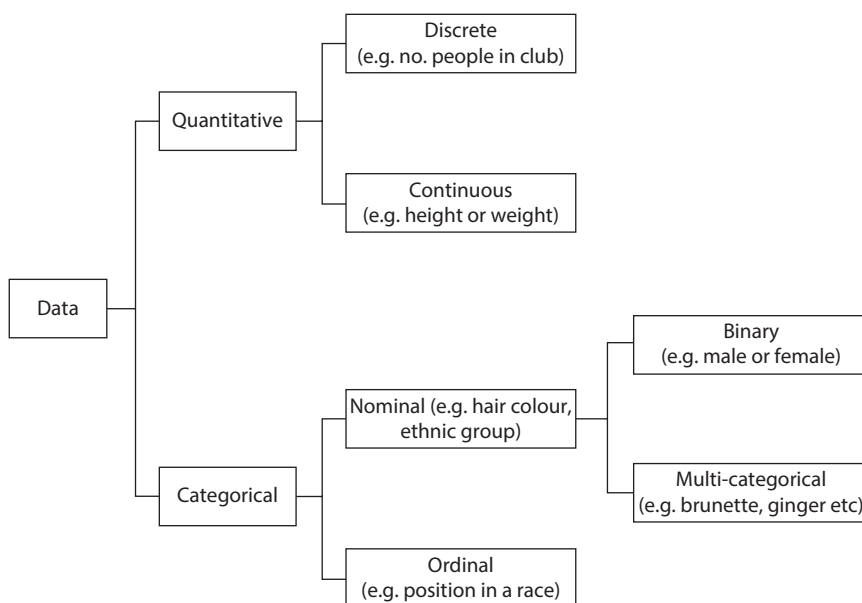 Discrete
(e.g. no. people in club)
Quantitative
Continuous
(e.g. height or weight)
Data
Binary
(e.g. male or female)
Nominal (e.g. hair colour,
ethnic group)
Categorical
Multi-categorical
(e.g. brunette, ginger etc)
Ordinal
(e.g. position in a race)